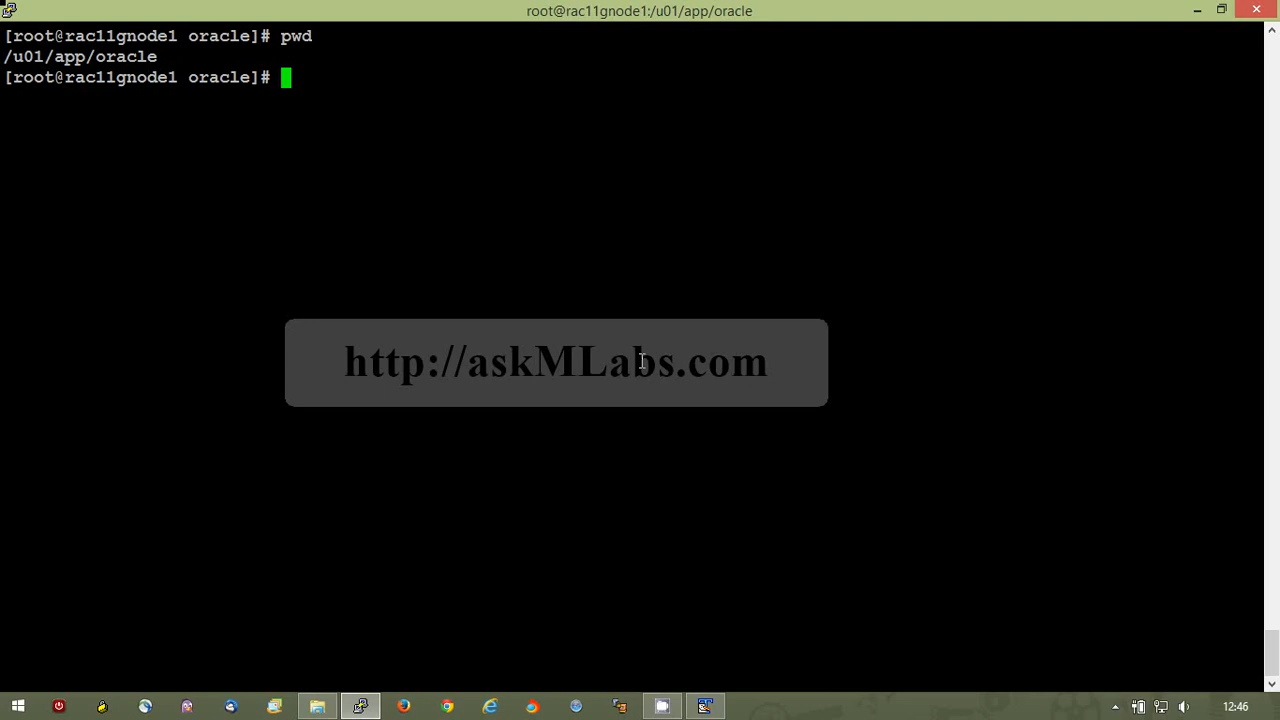 root@rac11gnode1:/u01/app/oracle
[root@rac11gnode1 oracle]# pwd
/u01/app/oracle
[root@rac11gnode1 oracle]#
http://askMLabs.com
12:46